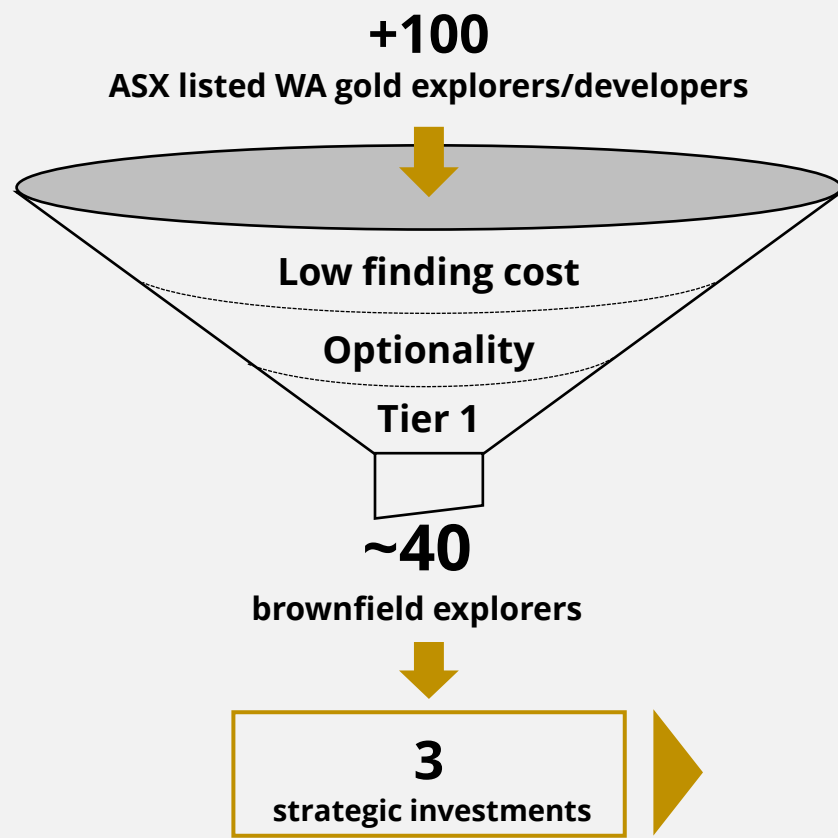 +100
ASX listed WA gold explorers/developers
Low finding cost
Optionality
Tier 1
~40
brownfield explorers
3
strategic investments